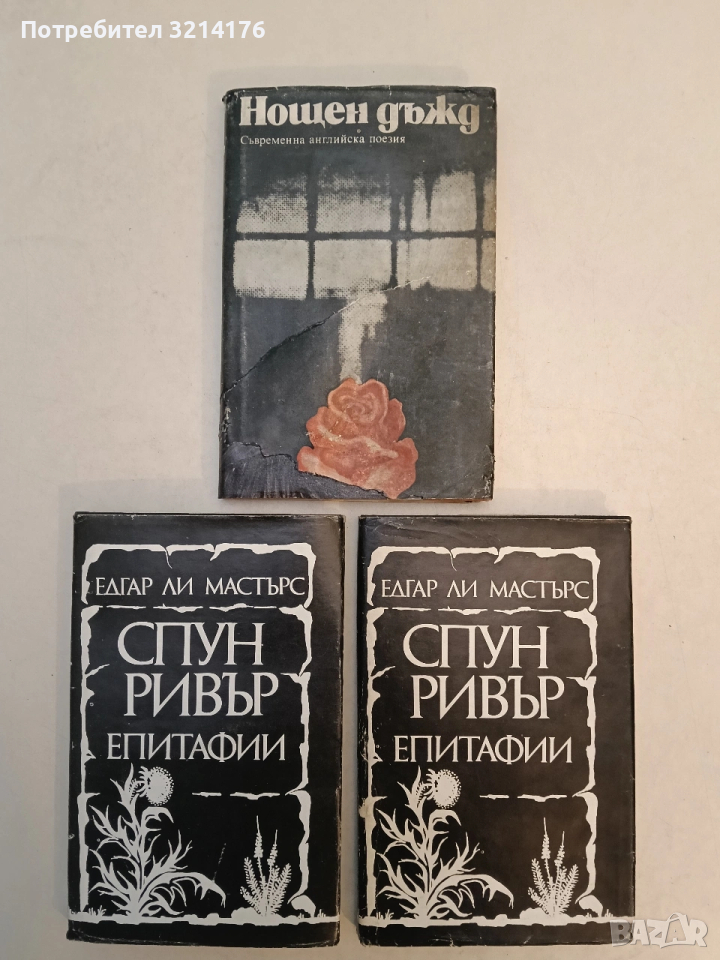 Потребител 3214176
Нощен дъжд
Съвременна английска поезия
ЕДГАР ЛИ МАСТЪРС
СПУН
РИВЪР
ЕПИТАФИИ
ЕДГАР ЛИ МАСТЪРС
СПУН
РИВЪР
ЕПИТАФИИ
BAZAR